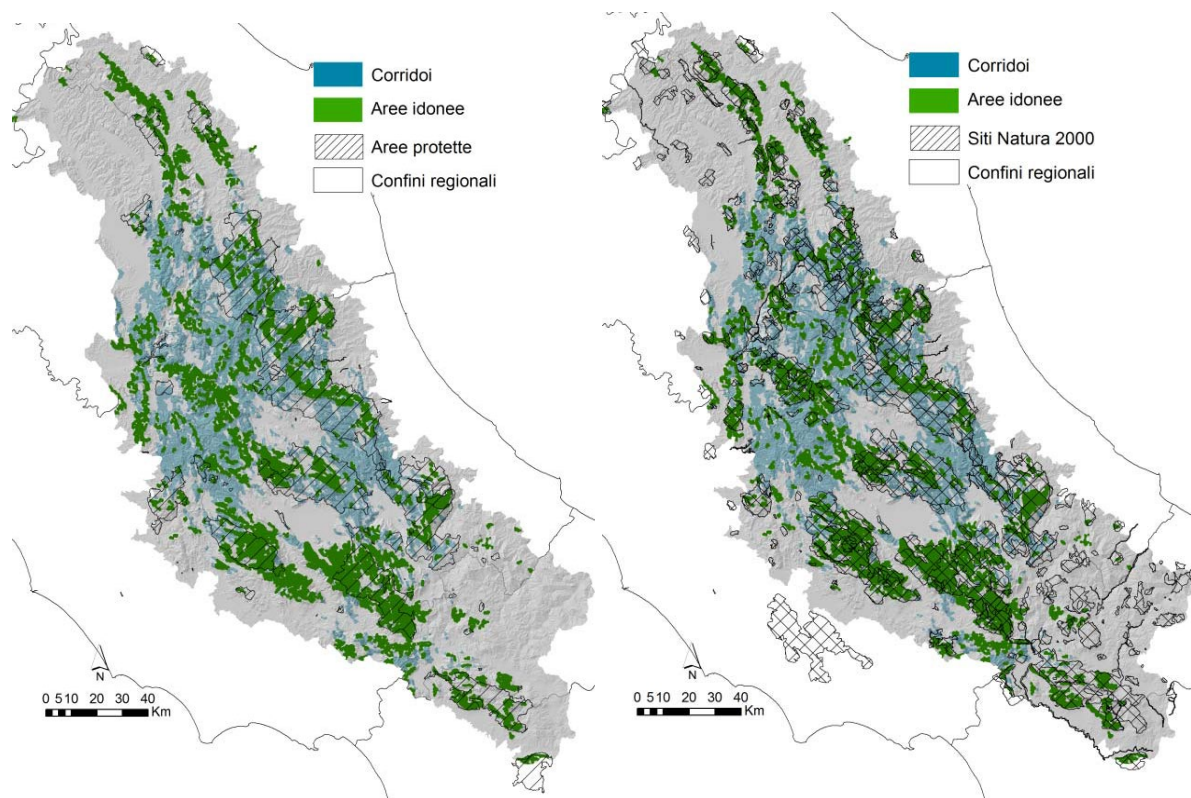 Corridoi
Aree idonee
Aree protette
Confini regionali
N
0 5 10 20 30 40
Km
Corridoi
Aree idonee
Siti Natura 2000
Confini regionali
N
0 5 10 20 30 40
Km